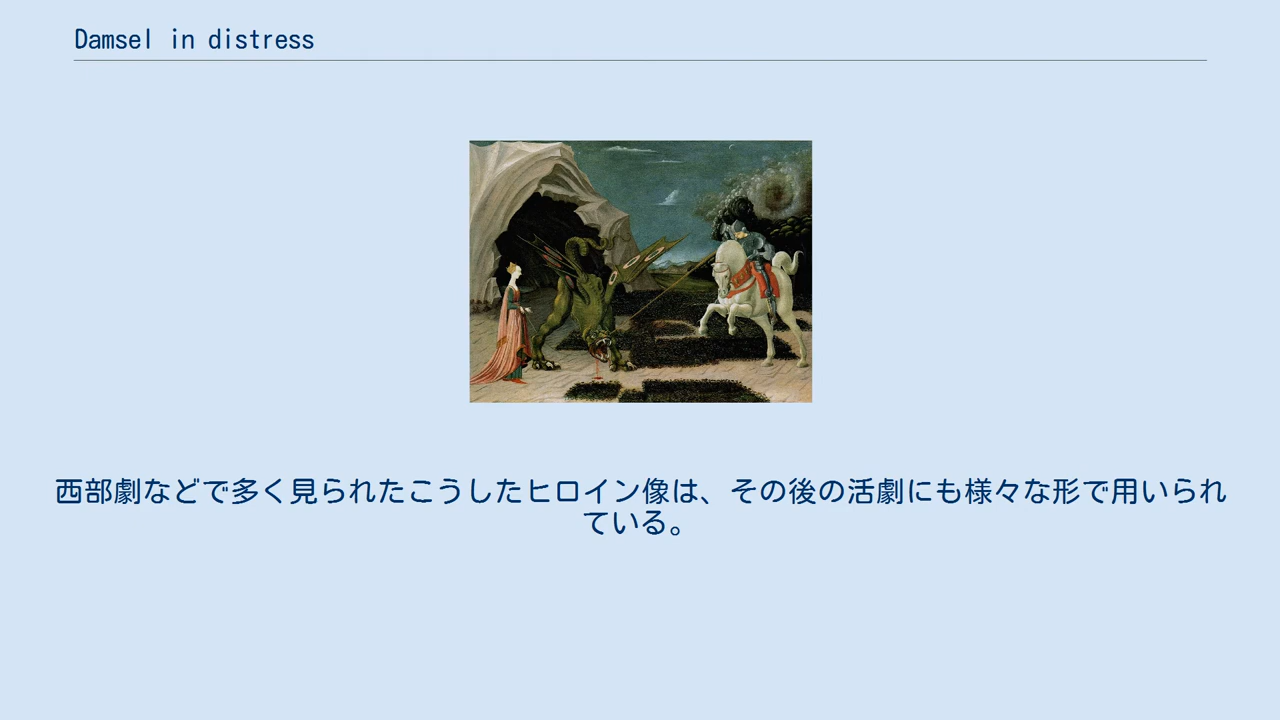 Damsel in distress
西部劇などで多く見られたこうしたヒロイン像は、その後の活劇にも様々な形で用いられ
ている。